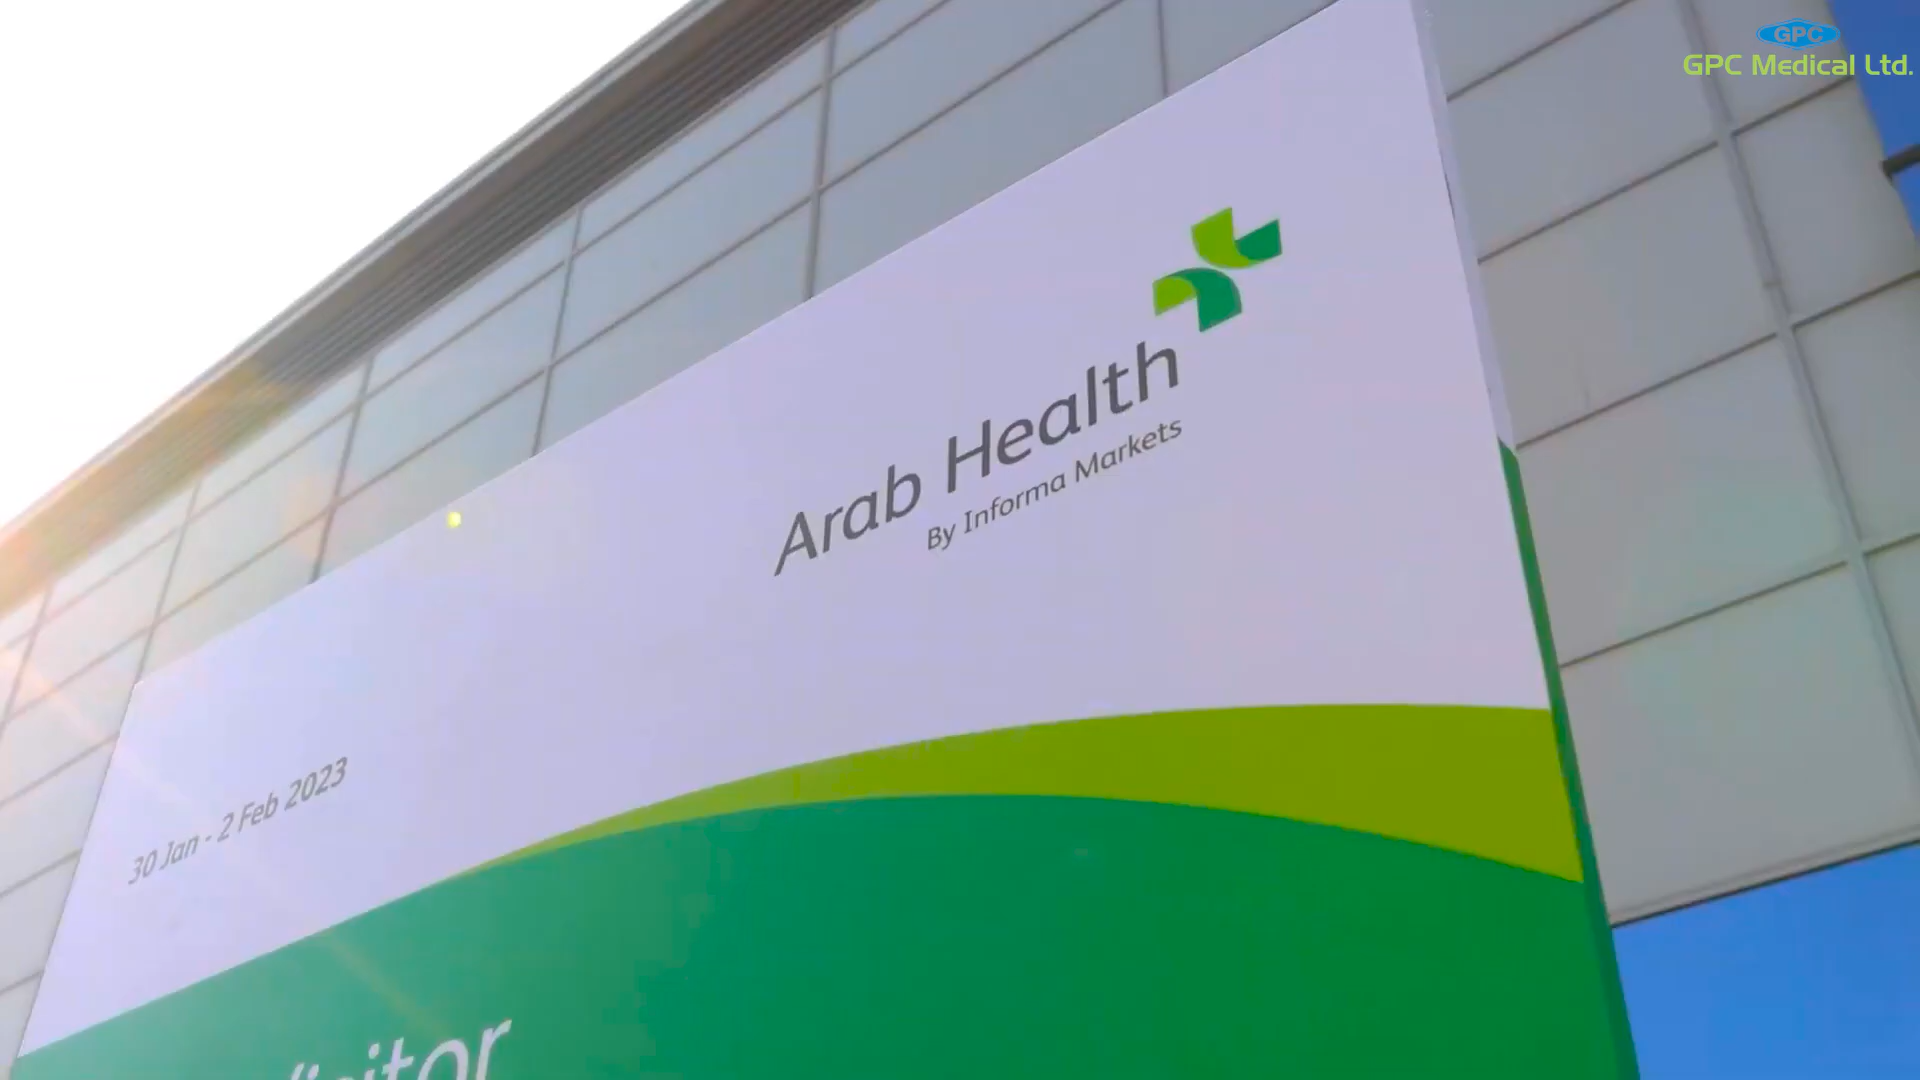 GPC
GPC Medical Ltd.
Arab Health
By Informa Markets
30 Jan - 2 Feb 2023